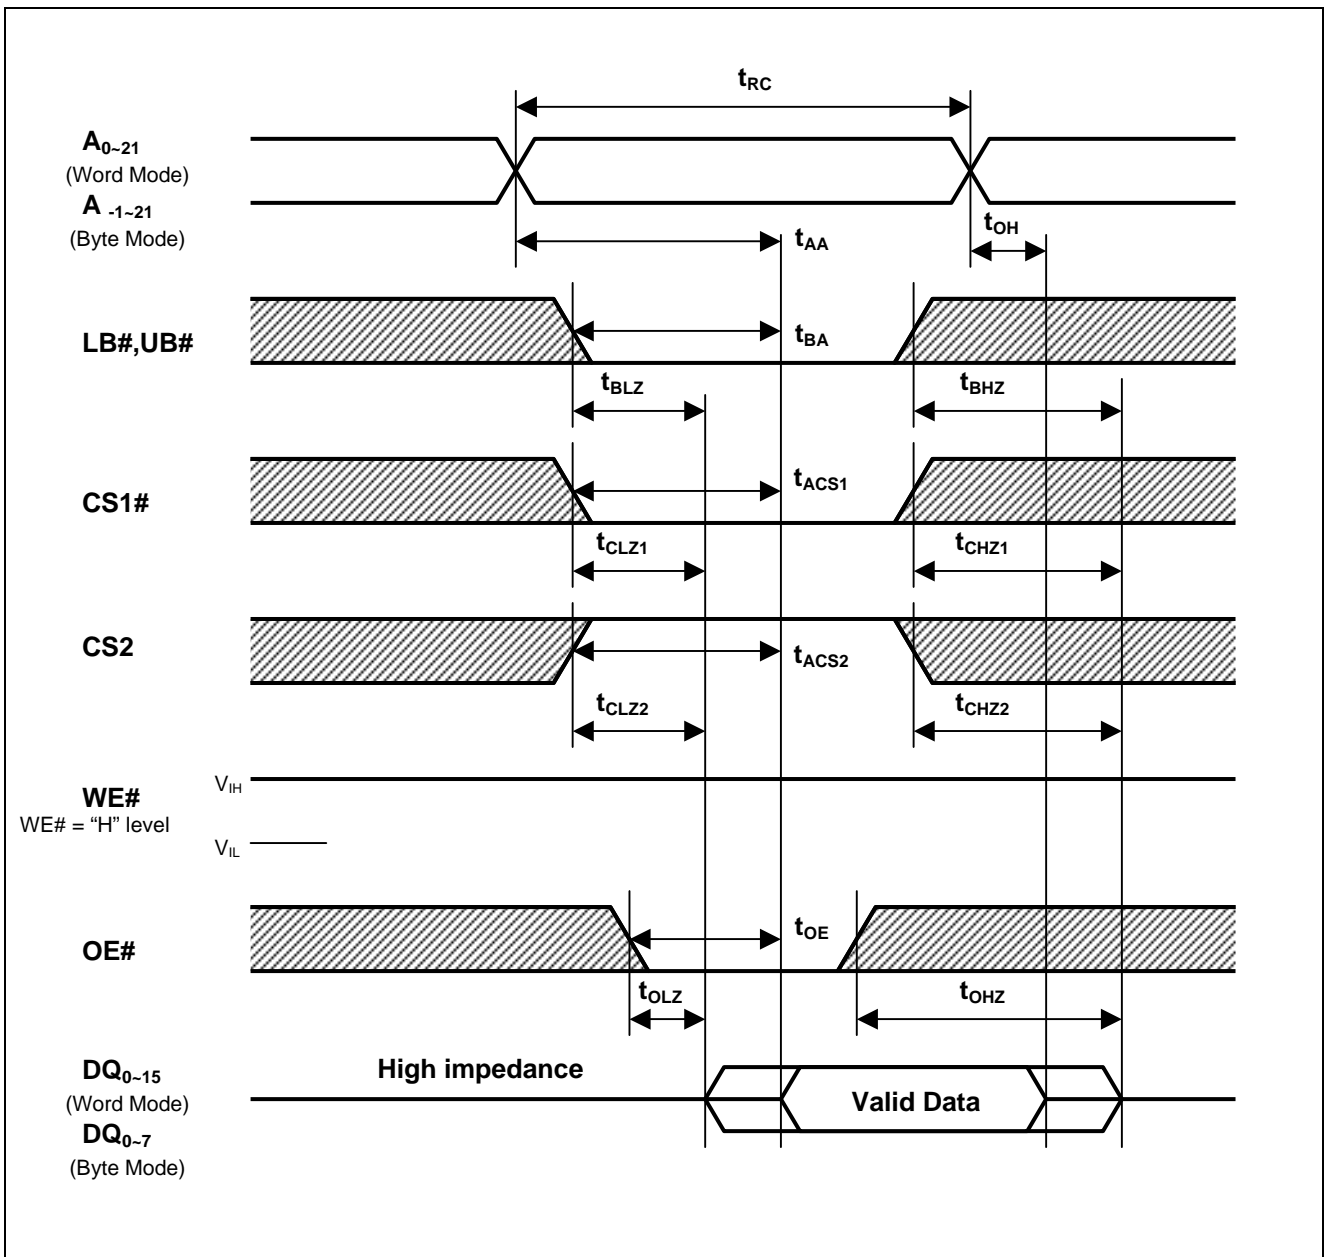 tRC
A0~21
(Word Mode)
A -1~21
(Byte Mode)
tOH
tAA
LB#,UB#
tBA
tBLZ
tBHZ
CS1#
tACS1
tCLZ1
tCHZ1
CS2
tACS2
tCLZ2
tCHZ2
WE#
WE# = “H” level
VIH
VIL
OE#
tOE
tOLZ
tOHZ
DQ0~15
(Word Mode)
DQ0~7
(Byte Mode)
High impedance
Valid Data